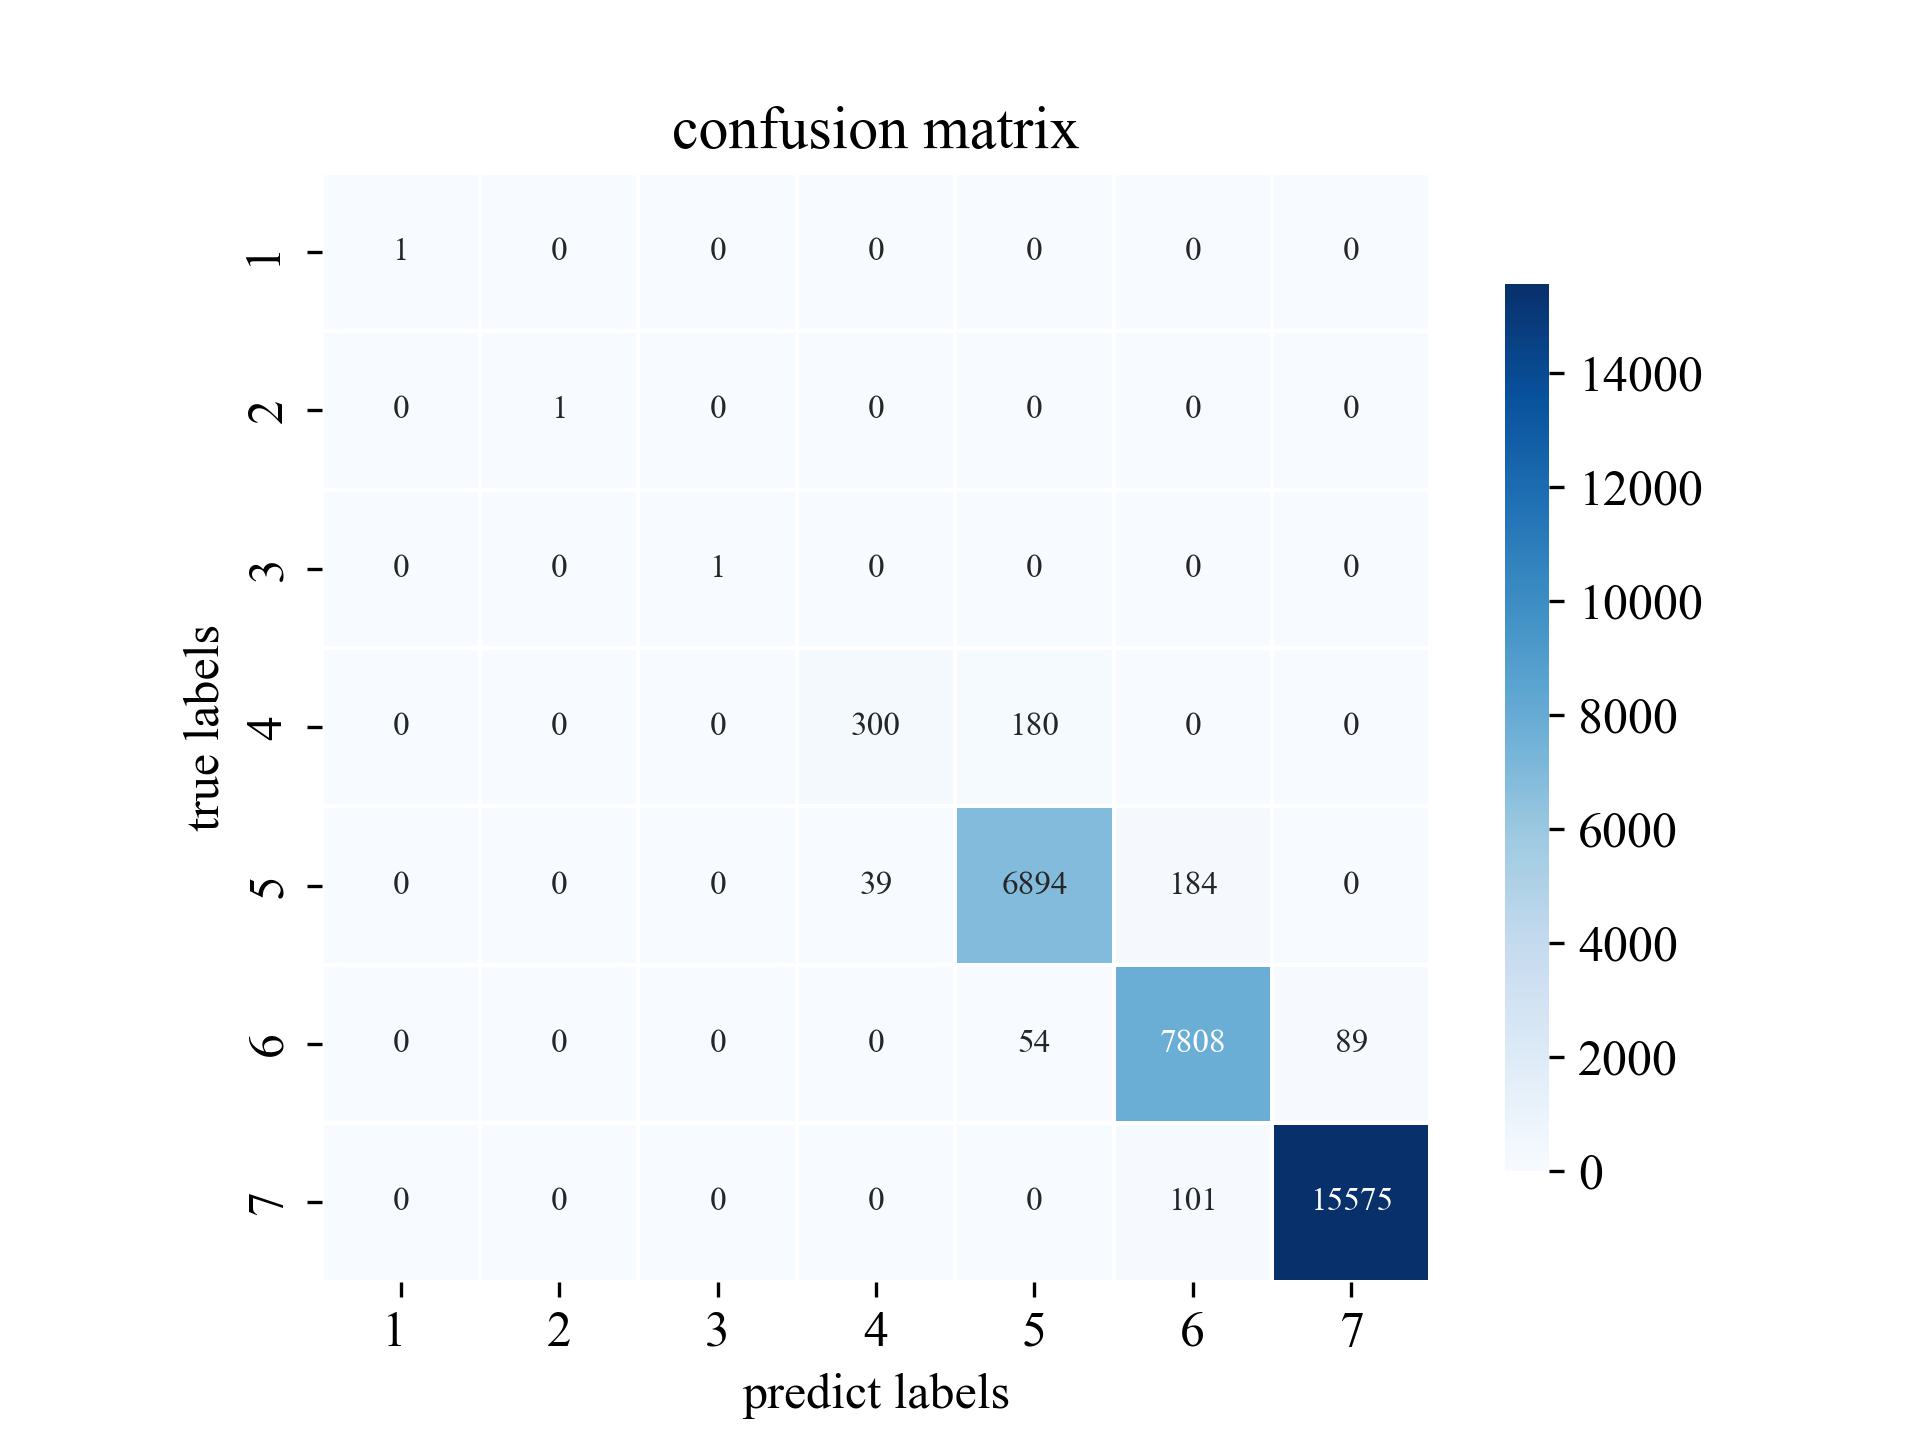 confusion matrix
1 1 0 0 0 0 0 0
2 0 1 0 0 0 0 0
3 0 0 1 0 0 0 0
4 0 0 0 300 180 0 0
5 0 0 0 39 6894 184 0
6 0 0 0 0 54 7808 89
7 0 0 0 0 0 101 15575
1 2 3 4 5 6 7
predict labels
true labels
14000
12000
10000
8000
6000
4000
2000
0